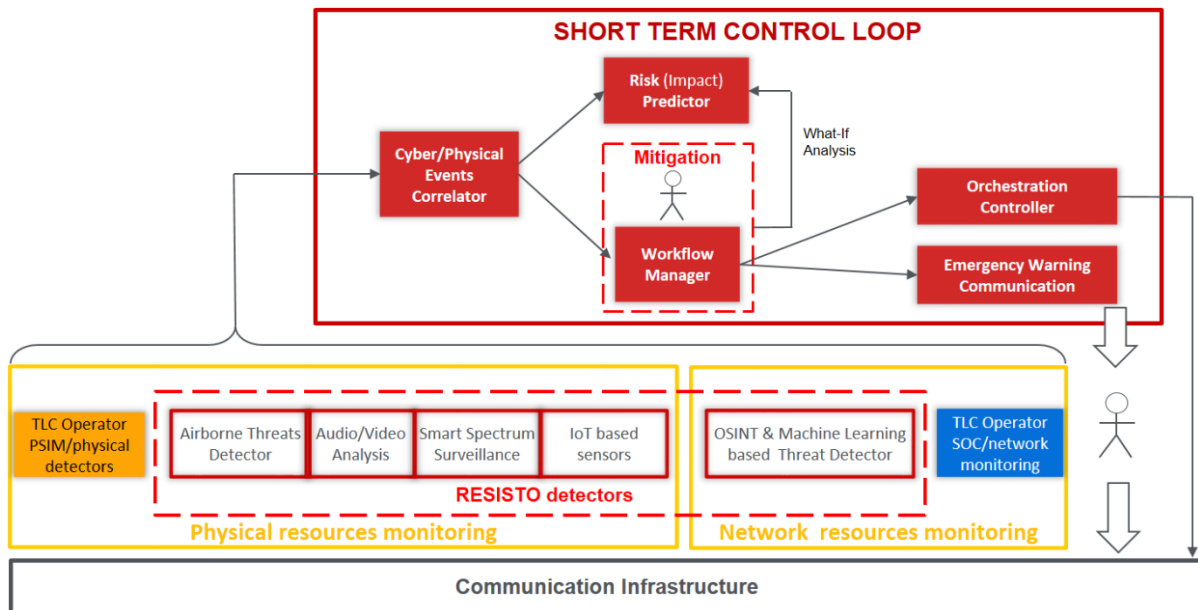 SHORT TERM CONTROL LOOP
Risk (Impact)
Predictor
What-If
Analysis
Cyber/Physical
Events
Correlator
Mitigation
Workflow
Manager
Orchestration
Controller
Emergency Warning
Communication
TLC Operator
PSIM/physical
detectors
Airborne Threats
Detector
Audio/Video
Analysis
Smart Spectrum
Surveillance
IoT based
sensors
OSINT & Machine Learning
based Threat Detector
TLC Operator
SOC/network
monitoring
RESISTO detectors
Physical resources monitoring
Network resources monitoring
Communication Infrastructure